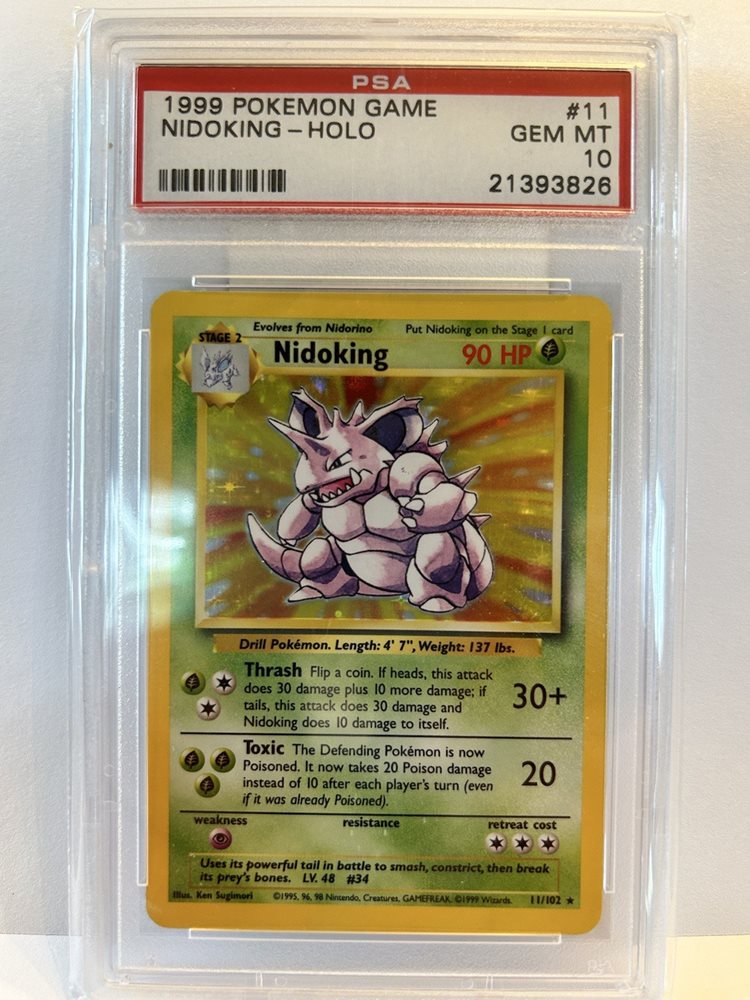 PSA
1999 POKEMON GAME #11
NIDOKING – HOLO GEM MT
10
21393826
Evolves from Nidorino Put Nidoking on the Stage 1 card
STAGE 2
Nidoking 90 HP
Drill Pokémon. Length: 4' 7", Weight: 137 lbs.
Thrash Flip a coin. If heads, this attack
does 30 damage plus 10 more damage; if
tails, this attack does 30 damage and
Nidoking does 10 damage to itself.
30+
Toxic The Defending Pokémon is now
Poisoned. It now takes 20 Poison damage
instead of 10 after each player's turn (even
if it was already Poisoned).
20
weakness resistance retreat cost
Uses its powerful tail in battle to smash, constrict, then break
its prey's bones. LV. 48 #34
Illus. Ken Sugimori ©1995, 96, 98 Nintendo, Creatures, GAMEFREAK. ©1999 Wizards. 11/102 ★
PSA